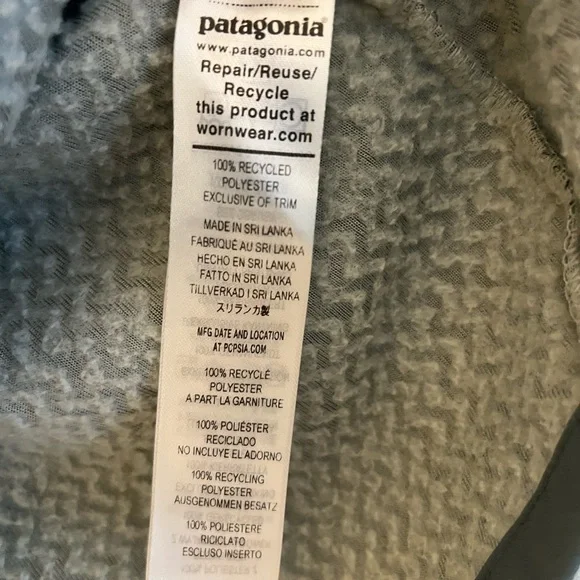 patagonia®
www.patagonia.com
Repair/Reuse/
Recycle
this product at
wornwear.com
100% RECYCLED
POLYESTER
EXCLUSIVE OF TRIM
MADE IN SRI LANKA
FABRIQUÉ AU SRI LANKA
HECHO EN SRI LANKA
FATTO IN SRI LANKA
TILLVERKAD I SRI LANKA
スリランカ製
MFG DATE AND LOCATION
AT PCPSIA.COM
100% RECYCLÉ
POLYESTER
A PART LA GARNITURE
100% POLIÉSTER
RECICLADO
NO INCLUYE EL ADORNO
100% RECYCLING
POLYESTER
AUSGENOMMEN BESATZ
100% POLIESTERE
RICICLATO
ESCLUSO INSERTO